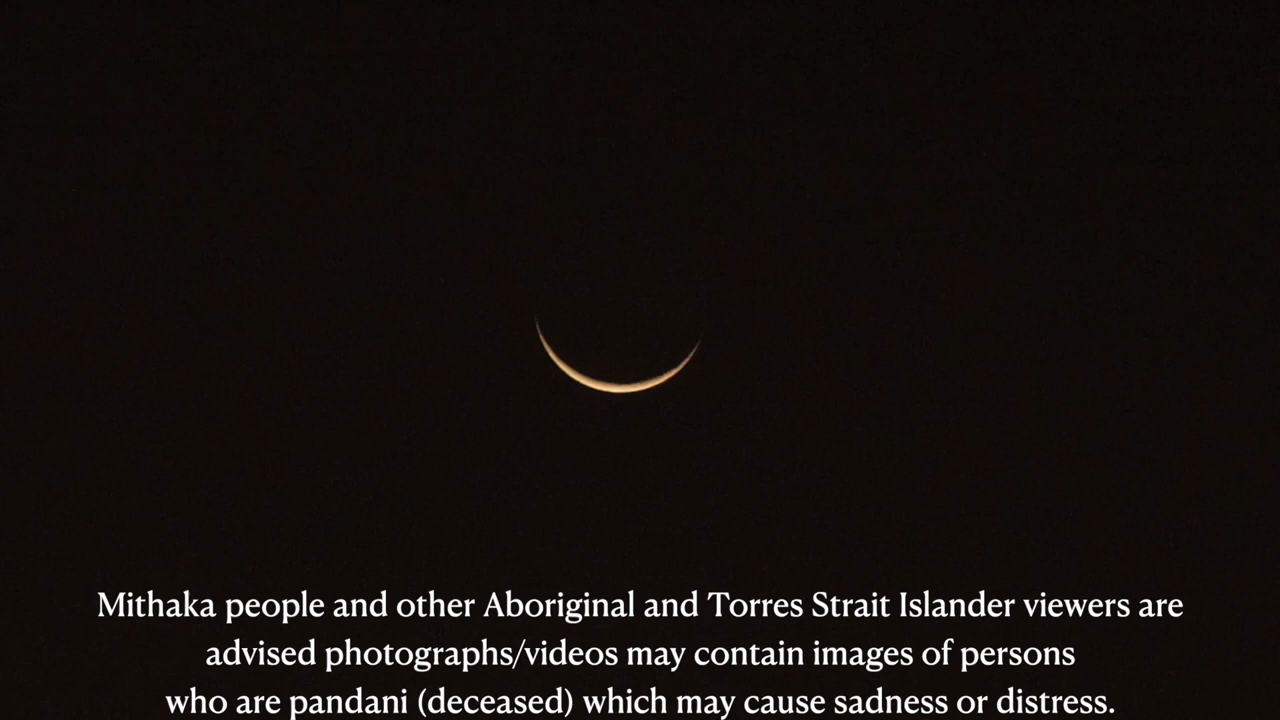 Mithaka people and other Aboriginal and Torres Strait Islander viewers are
advised photographs/videos may contain images of persons
who are pandani (deceased) which may cause sadness or distress.